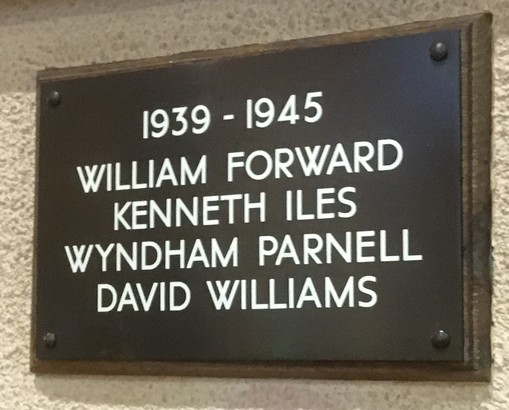 1939 - 1945
WILLIAM FORWARD
KENNETH ILES
WYNDHAM PARNELL
DAVID WILLIAMS